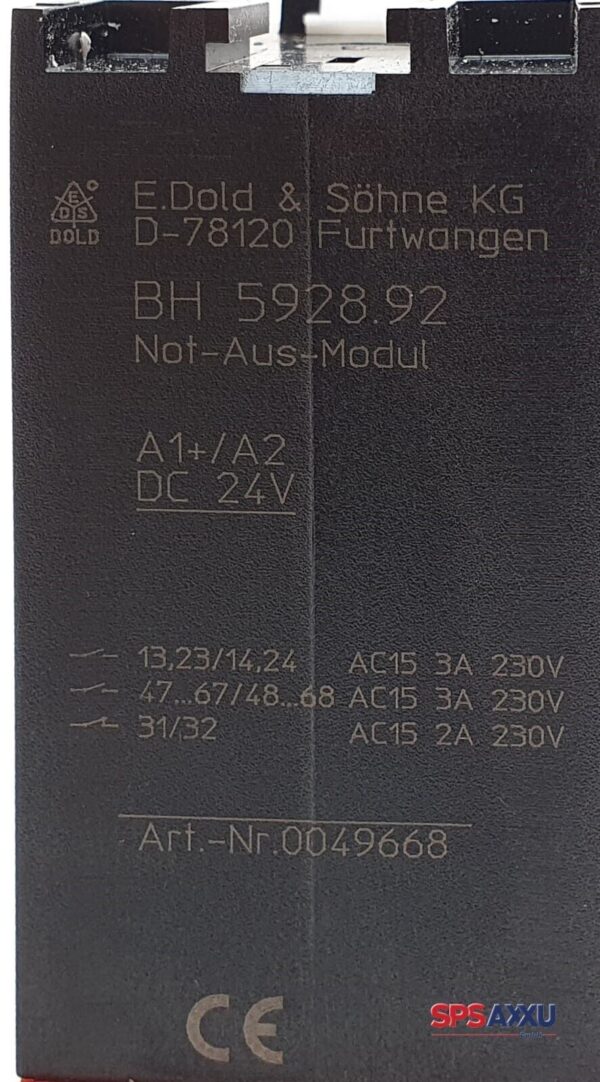 E.Dold & Söhne KG
D-78120 Furtwangen
E
D S
DOLD
BH 5928.92
Not-Aus-Modul
A1+/A2
DC 24V
13,23/14,24 AC15 3A 230V
47...67/48...68 AC15 3A 230V
31/32 AC15 2A 230V
Art.-Nr.0049668
CE
SPSAXXU
GmbH